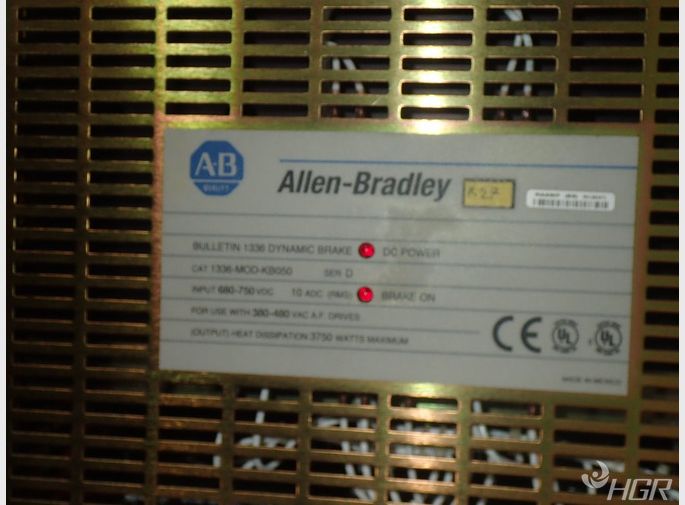 A-B
QUALITY
Allen-Bradley
K27
BULLETIN 1336 DYNAMIC BRAKE DC POWER
CAT 1336-MOD-KB050 SER D
INPUT 680-750 VDC 10 ADC (RMS) BRAKE ON
FOR USE WITH 380-480 VAC A.F. DRIVES
(OUTPUT) HEAT DISSIPATION 3750 WATTS MAXIMUM
CE UL UL
MADE IN MEXICO
HGR